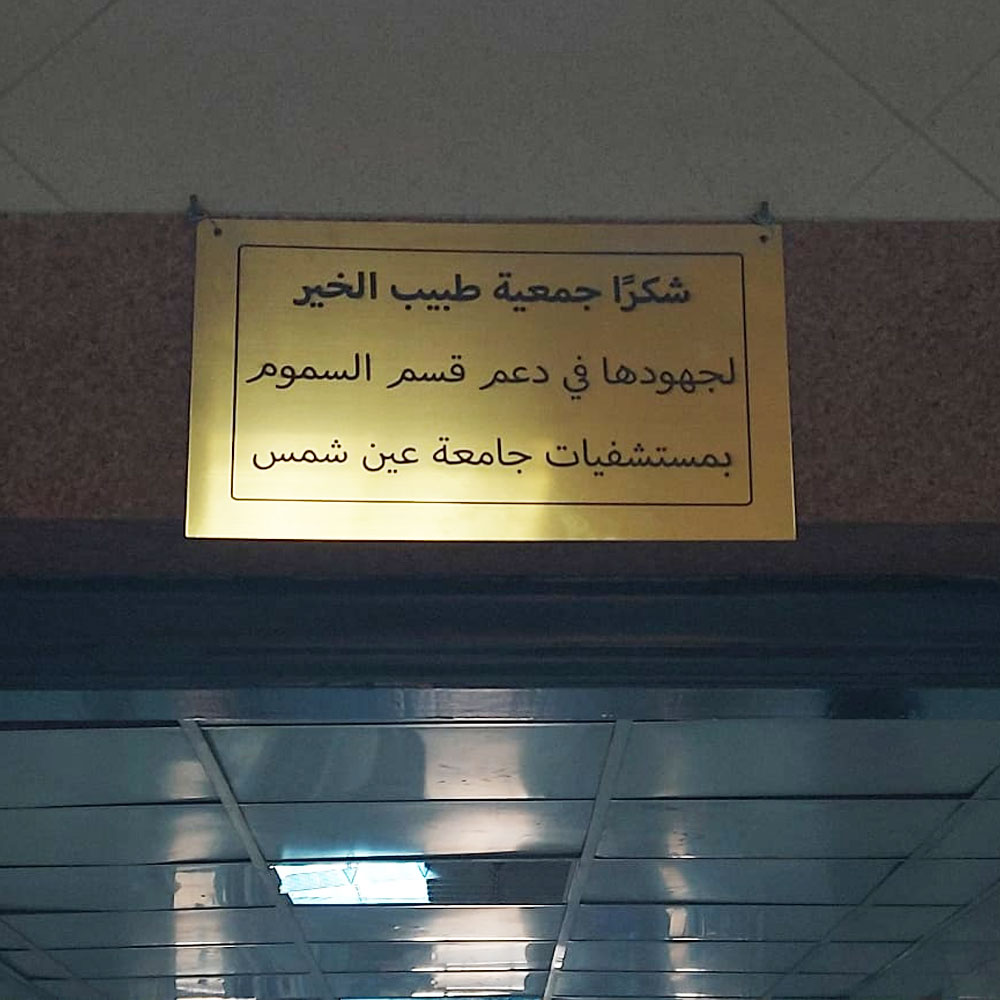 شكرًا جمعية طبيب الخير
لجهودها في دعم قسم السموم
بمستشفيات جامعة عين شمس